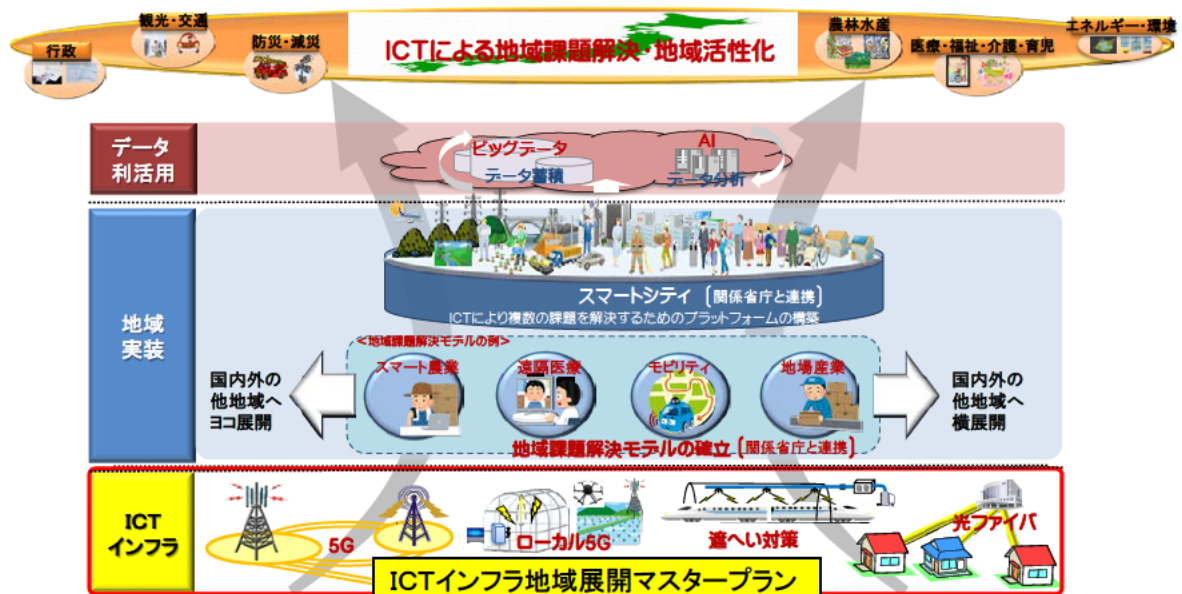 行政
観光・交通
防災・減災
ICTによる地域課題解決・地域活性化
農林水産
医療・福祉・介護・育児
エネルギー・環境
データ
利活用
ビッグデータ
データ蓄積
AI
データ分析
地域
実装
スマートシティ〔関係省庁と連携〕
ICTにより複数の課題を解決するためのプラットフォームの構築
<地域課題解決モデルの例>
スマート農業
遠隔医療
モビリティ
地場産業
国内外の
他地域へ
ヨコ展開
国内外の
他地域へ
横展開
地域課題解決モデルの確立〔関係省庁と連携〕
ICT
インフラ
5G
ローカル5G
遮へい対策
光ファイバ
ICTインフラ地域展開マスタープラン